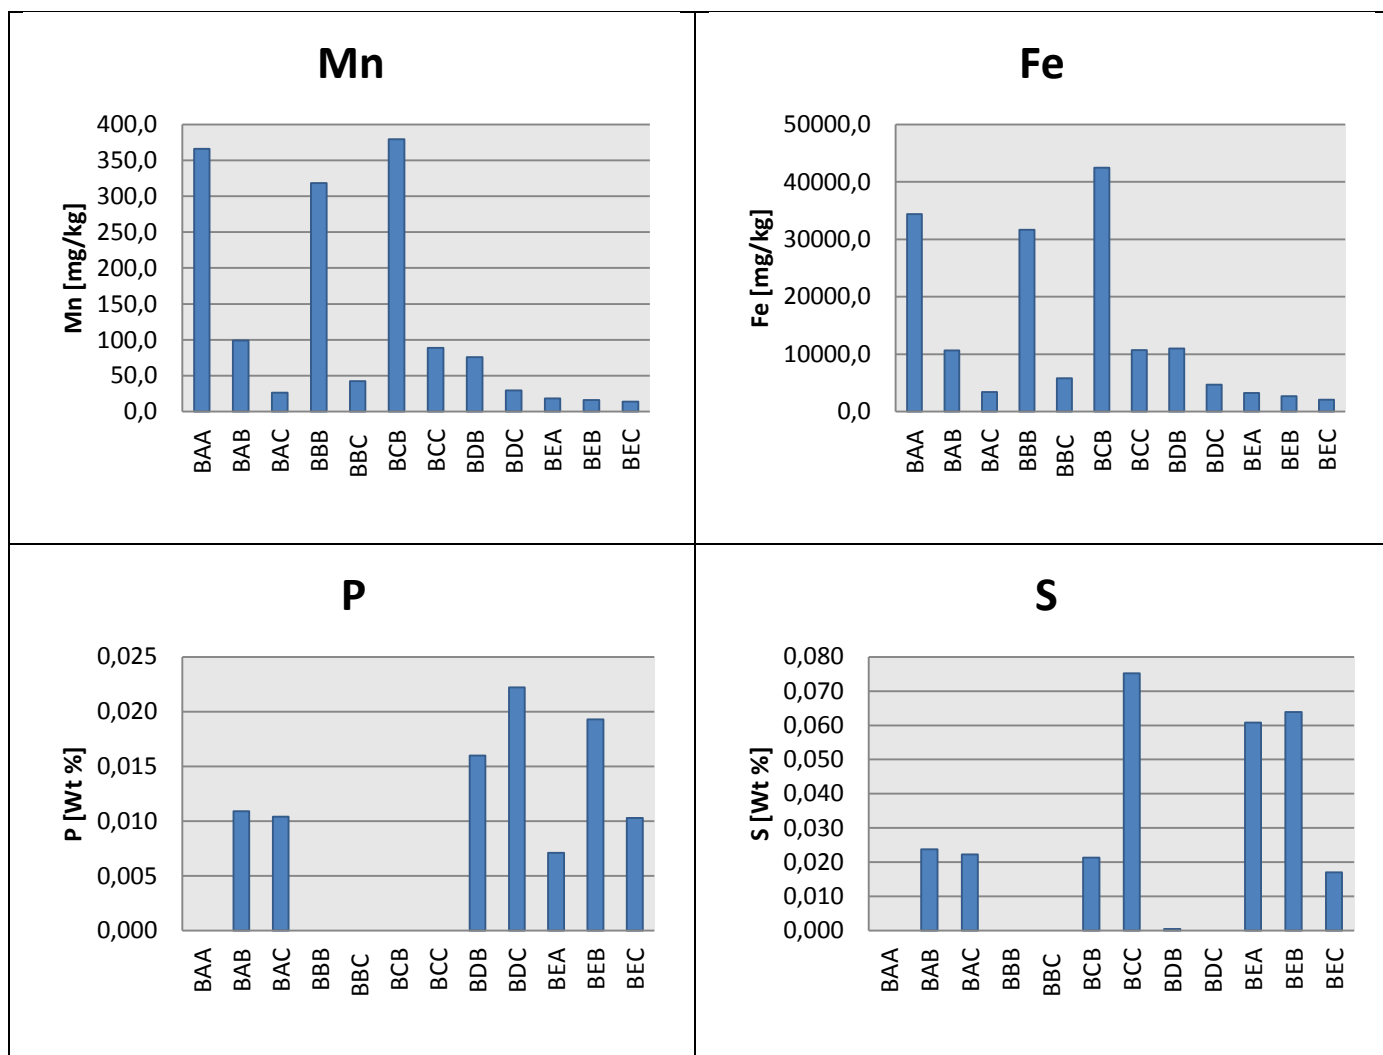 Mn
Mn [mg/kg]
400,0
350,0
300,0
250,0
200,0
150,0
100,0
50,0
0,0
BAA
BAB
BAC
BBB
BBC
BCB
BCC
BDB
BDC
BEA
BEB
BEC
Fe
Fe [mg/kg]
50000,0
40000,0
30000,0
20000,0
10000,0
0,0
BAA
BAB
BAC
BBB
BBC
BCB
BCC
BDB
BDC
BEA
BEB
BEC
P
P [Wt %]
0,025
0,020
0,015
0,010
0,005
0,000
BAA
BAB
BAC
BBB
BBC
BCB
BCC
BDB
BDC
BEA
BEB
BEC
S
S [Wt %]
0,080
0,070
0,060
0,050
0,040
0,030
0,020
0,010
0,000
BAA
BAB
BAC
BBB
BBC
BCB
BCC
BDB
BDC
BEA
BEB
BEC